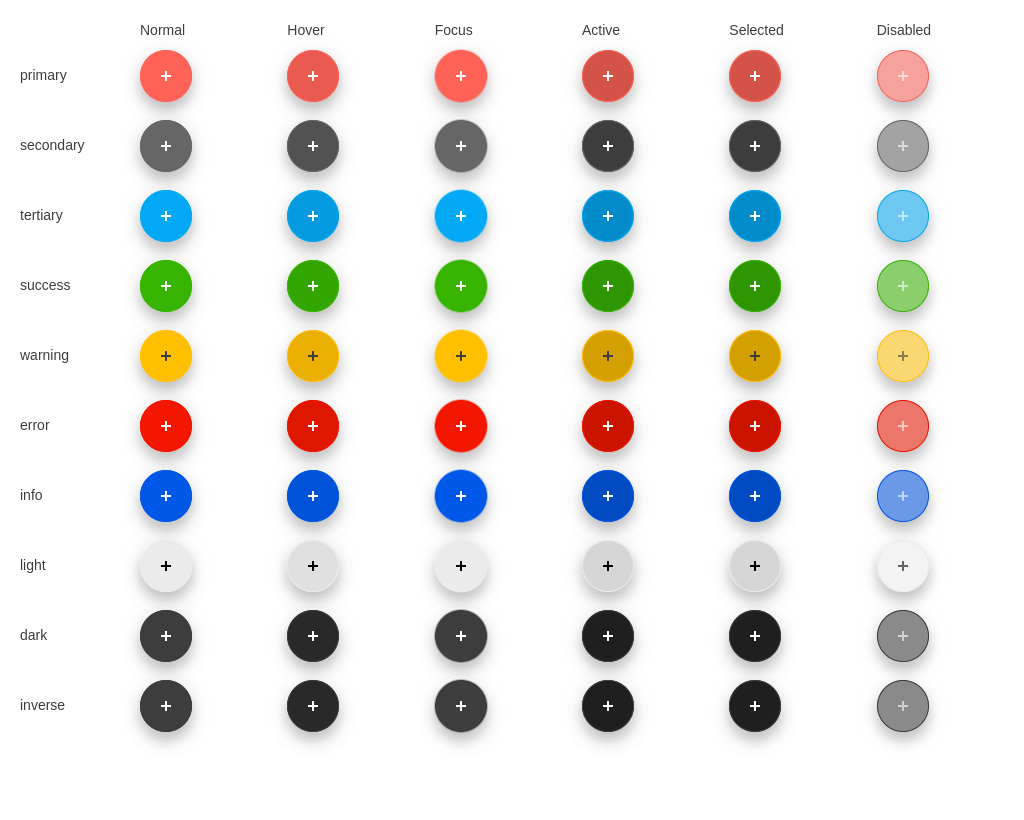 Normal Hover Focus Active Selected Disabled
primary
secondary
tertiary
success
warning
error
info
light
dark
inverse